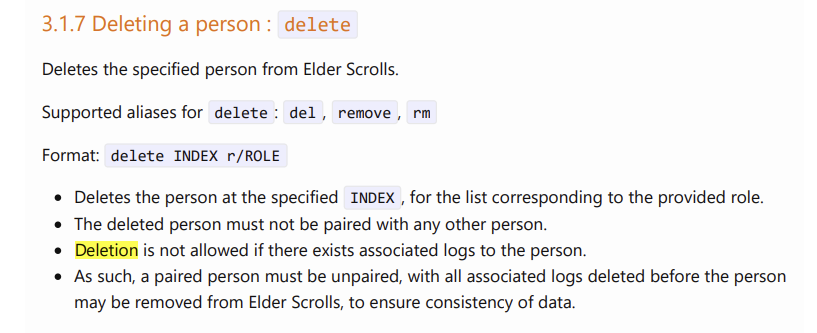 3.1.7 Deleting a person : delete
Deletes the specified person from Elder Scrolls.
Supported aliases for delete: del, remove, rm
Format: delete INDEX r/ROLE
• Deletes the person at the specified INDEX, for the list corresponding to the provided role.
• The deleted person must not be paired with any other person.
• Deletion is not allowed if there exists associated logs to the person.
• As such, a paired person must be unpaired, with all associated logs deleted before the person
may be removed from Elder Scrolls, to ensure consistency of data.